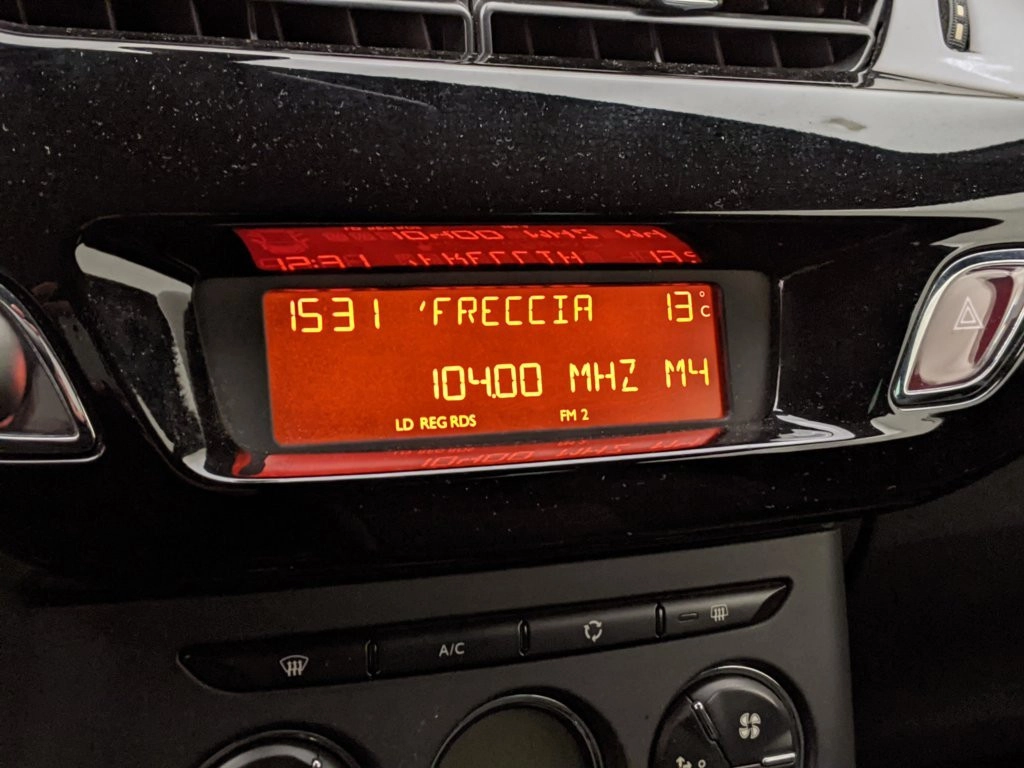 1531 'FRECCIA 13°C
104.00 MHZ M4
LD REG RDS FM 2
A/C